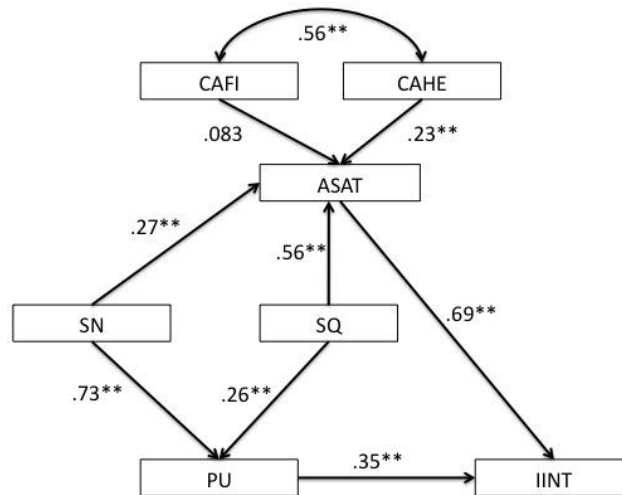 .56**
CAFI CAHE
.083 .23**
ASAT
.27**
.56**
SN SQ .69**
.73** .26**
.35**
PU IINT